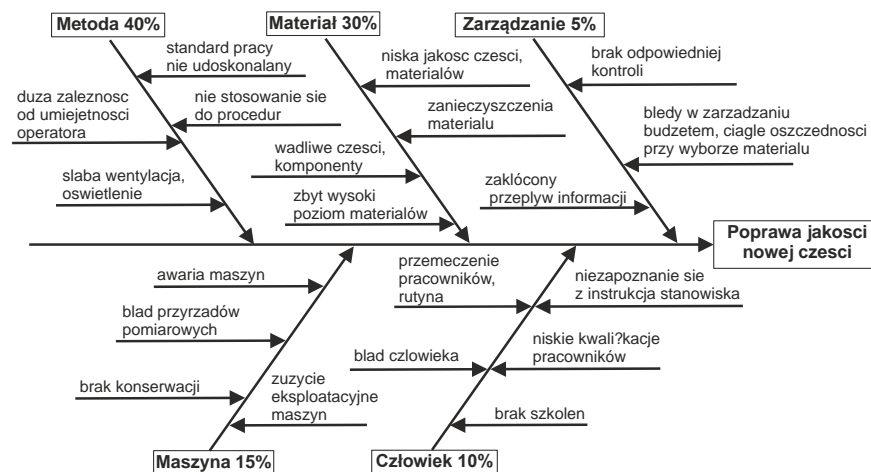 Metoda 40%
Materiał 30%
Zarządzanie 5%
standard pracy
nie udoskonalany
duza zaleznosc
od umiejetnosci
operatora
nie stosowanie sie
do procedur
slaba wentylacja,
oswietlenie
niska jakosc czesci,
materialów
zanieczyszczenia
materialu
wadliwe czesci,
komponenty
zbyt wysoki
poziom materialów
brak odpowiedniej
kontroli
bledy w zarzadzaniu
budzetem, ciagle oszczednosci
przy wyborze materialu
zaklócony
przeplyw informacji
Poprawa jakosci
nowej czesci
awaria maszyn
blad przyrzadów
pomiarowych
brak konserwacji
zuzycie
eksploatacyjne
maszyn
przemeczenie
pracowników,
rutyna
niezapoznanie sie
z instrukcja stanowiska
blad czlowieka
niskie kwali?kacje
pracowników
brak szkolen
Maszyna 15%
Człowiek 10%